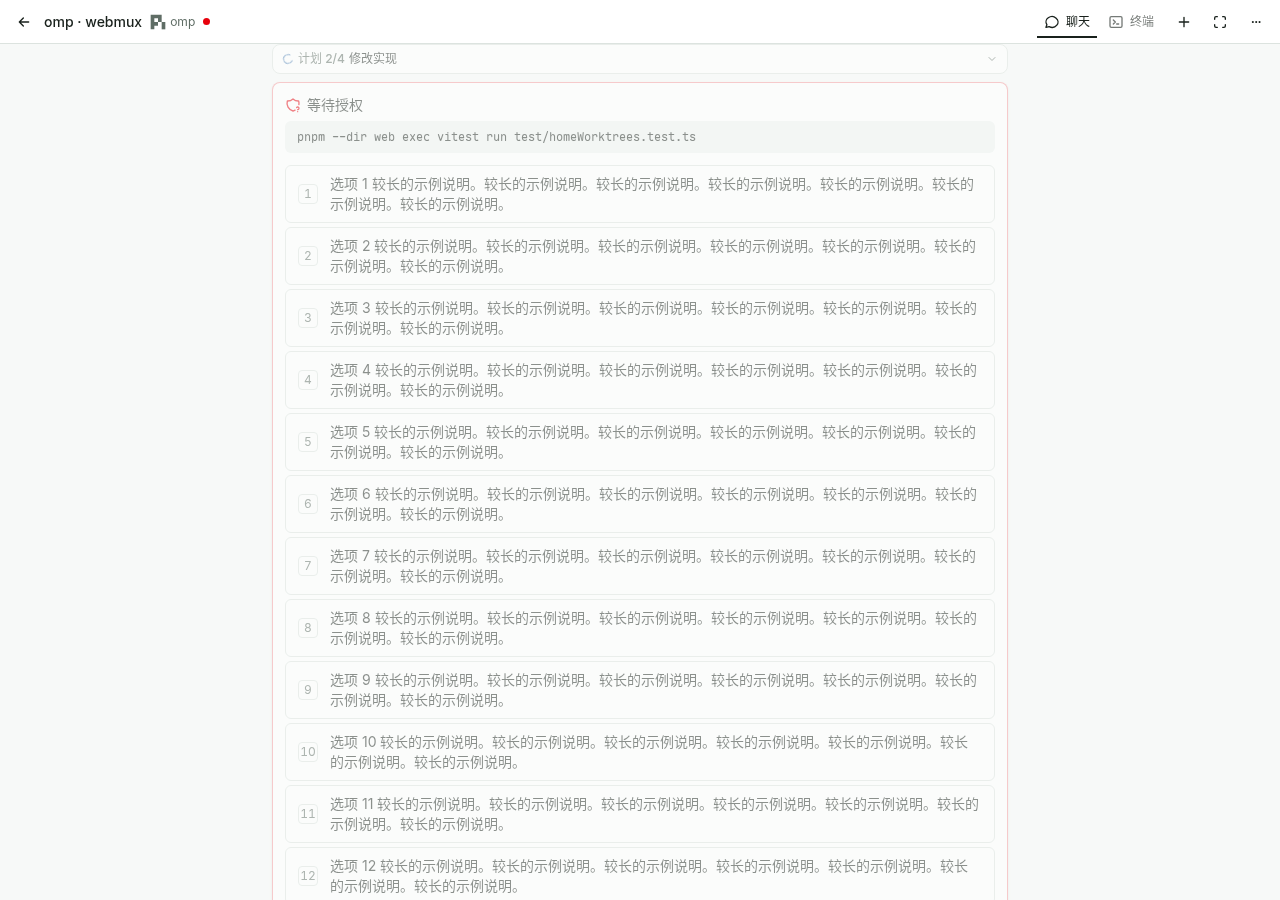 omp · webmux omp 聊天 终端
计划 2/4 修改实现
等待授权
pnpm --dir web exec vitest run test/homeWorktrees.test.ts
1 选项 1 较长的示例说明。较长的示例说明。较长的示例说明。较长的示例说明。较长的示例说明。较长的
示例说明。较长的示例说明。
2 选项 2 较长的示例说明。较长的示例说明。较长的示例说明。较长的示例说明。较长的示例说明。较长的
示例说明。较长的示例说明。
3 选项 3 较长的示例说明。较长的示例说明。较长的示例说明。较长的示例说明。较长的示例说明。较长的
示例说明。较长的示例说明。
4 选项 4 较长的示例说明。较长的示例说明。较长的示例说明。较长的示例说明。较长的示例说明。较长的
示例说明。较长的示例说明。
5 选项 5 较长的示例说明。较长的示例说明。较长的示例说明。较长的示例说明。较长的示例说明。较长的
示例说明。较长的示例说明。
6 选项 6 较长的示例说明。较长的示例说明。较长的示例说明。较长的示例说明。较长的示例说明。较长的
示例说明。较长的示例说明。
7 选项 7 较长的示例说明。较长的示例说明。较长的示例说明。较长的示例说明。较长的示例说明。较长的
示例说明。较长的示例说明。
8 选项 8 较长的示例说明。较长的示例说明。较长的示例说明。较长的示例说明。较长的示例说明。较长的
示例说明。较长的示例说明。
9 选项 9 较长的示例说明。较长的示例说明。较长的示例说明。较长的示例说明。较长的示例说明。较长的
示例说明。较长的示例说明。
10 选项 10 较长的示例说明。较长的示例说明。较长的示例说明。较长的示例说明。较长的示例说明。较长
的示例说明。较长的示例说明。
11 选项 11 较长的示例说明。较长的示例说明。较长的示例说明。较长的示例说明。较长的示例说明。较长的
示例说明。较长的示例说明。
12 选项 12 较长的示例说明。较长的示例说明。较长的示例说明。较长的示例说明。较长的示例说明。较长
的示例说明。较长的示例说明。